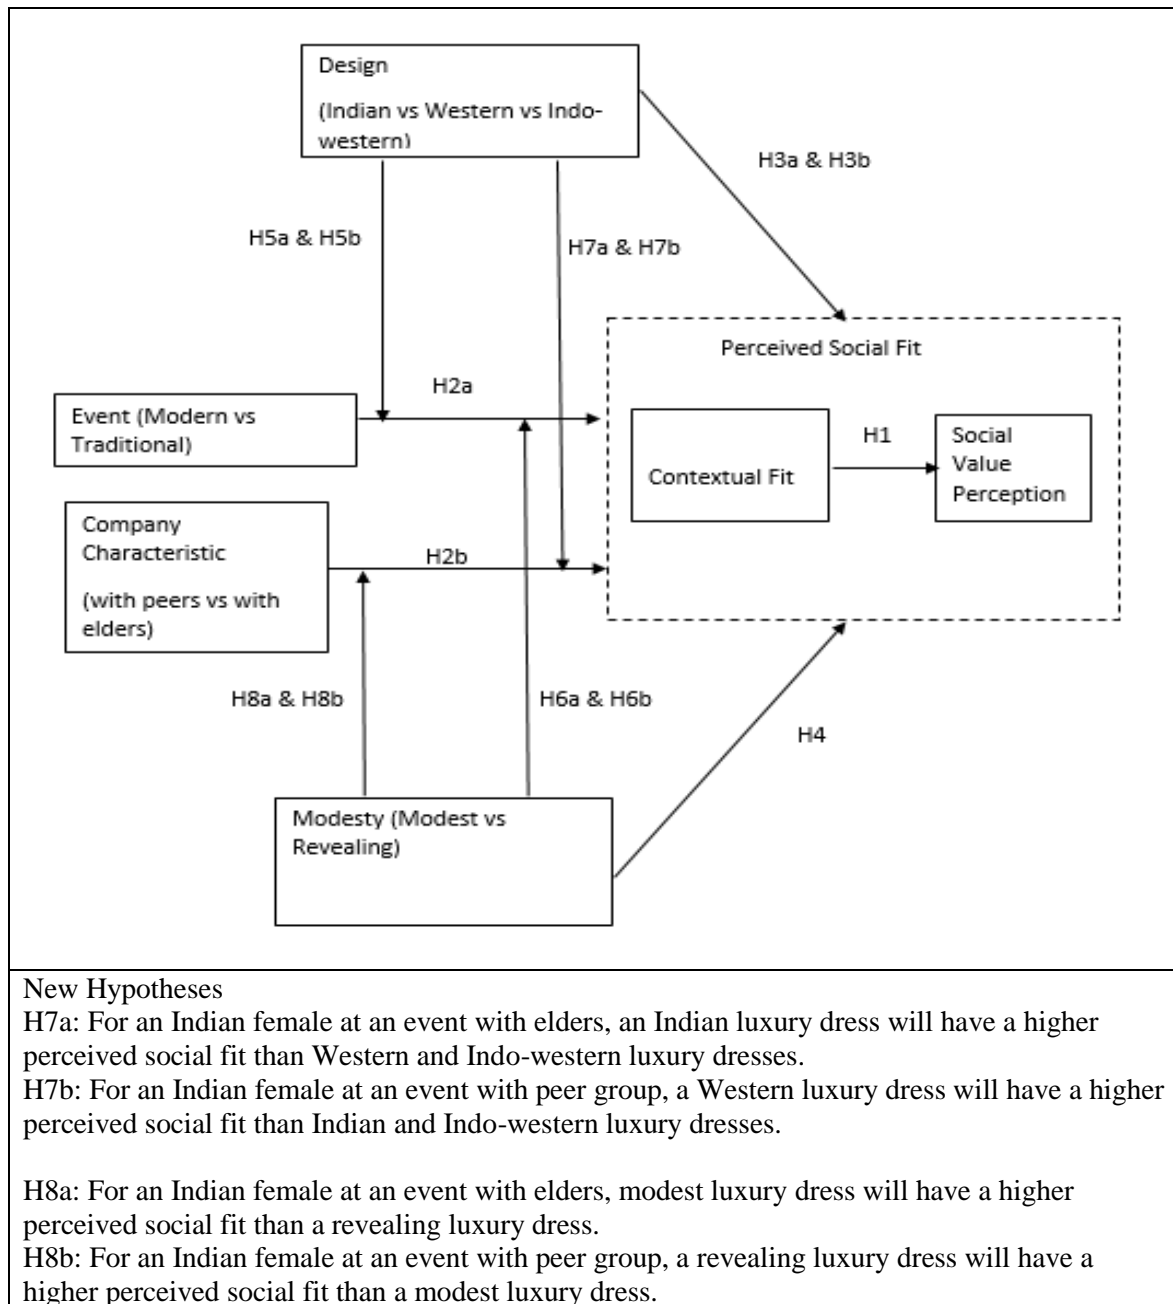 Design
(Indian vs Western vs Indo-
western)
H3a & H3b
H5a & H5b
H7a & H7b
Perceived Social Fit
H2a
Event (Modern vs
Traditional)
H1
Social
Value
Perception
Contextual Fit
Company
Characteristic
(with peers vs with
elders)
H2b
H8a & H8b
H6a & H6b
H4
Modesty (Modest vs
Revealing)
New Hypotheses
H7a: For an Indian female at an event with elders, an Indian luxury dress will have a higher
perceived social fit than Western and Indo-western luxury dresses.
H7b: For an Indian female at an event with peer group, a Western luxury dress will have a higher
perceived social fit than Indian and Indo-western luxury dresses.
H8a: For an Indian female at an event with elders, modest luxury dress will have a higher
perceived social fit than a revealing luxury dress.
H8b: For an Indian female at an event with peer group, a revealing luxury dress will have a
higher perceived social fit than a modest luxury dress.